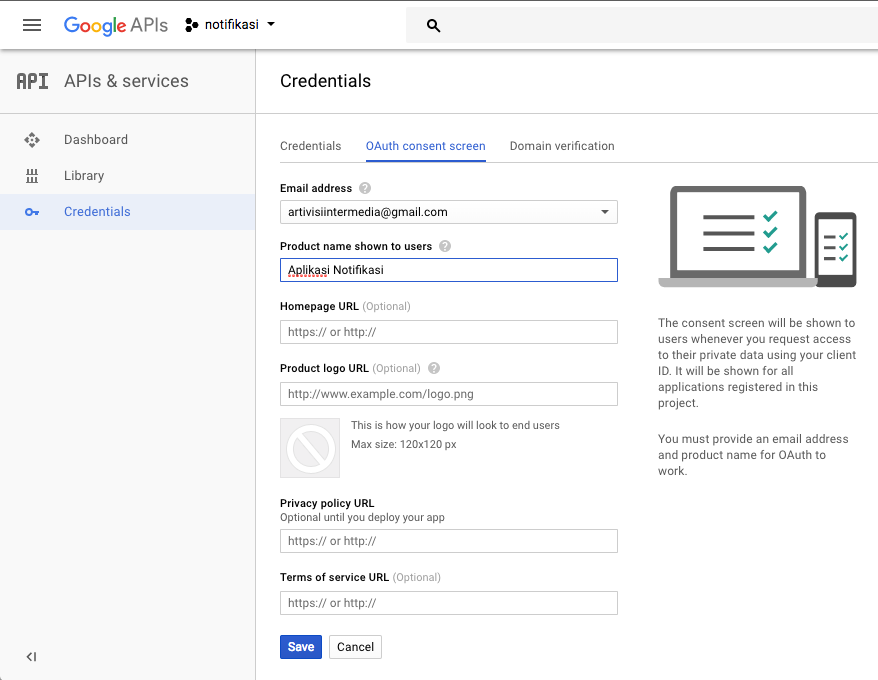 Google APIs
notifikasi
API APIs & services
Credentials
Dashboard
Library
Credentials
Credentials
OAuth consent screen
Domain verification
Email address
artivisiintermedia@gmail.com
Product name shown to users
Aplikasi Notifikasi
Homepage URL (Optional)
https:// or http://
Product logo URL (Optional)
http://www.example.com/logo.png
This is how your logo will look to end users
Max size: 120x120 px
Privacy policy URL
Optional until you deploy your app
https:// or http://
Terms of service URL (Optional)
https:// or http://
Save
Cancel
The consent screen will be shown to
users whenever you request access
to their private data using your client
ID. It will be shown for all
applications registered in this
project.
You must provide an email address
and product name for OAuth to
work.